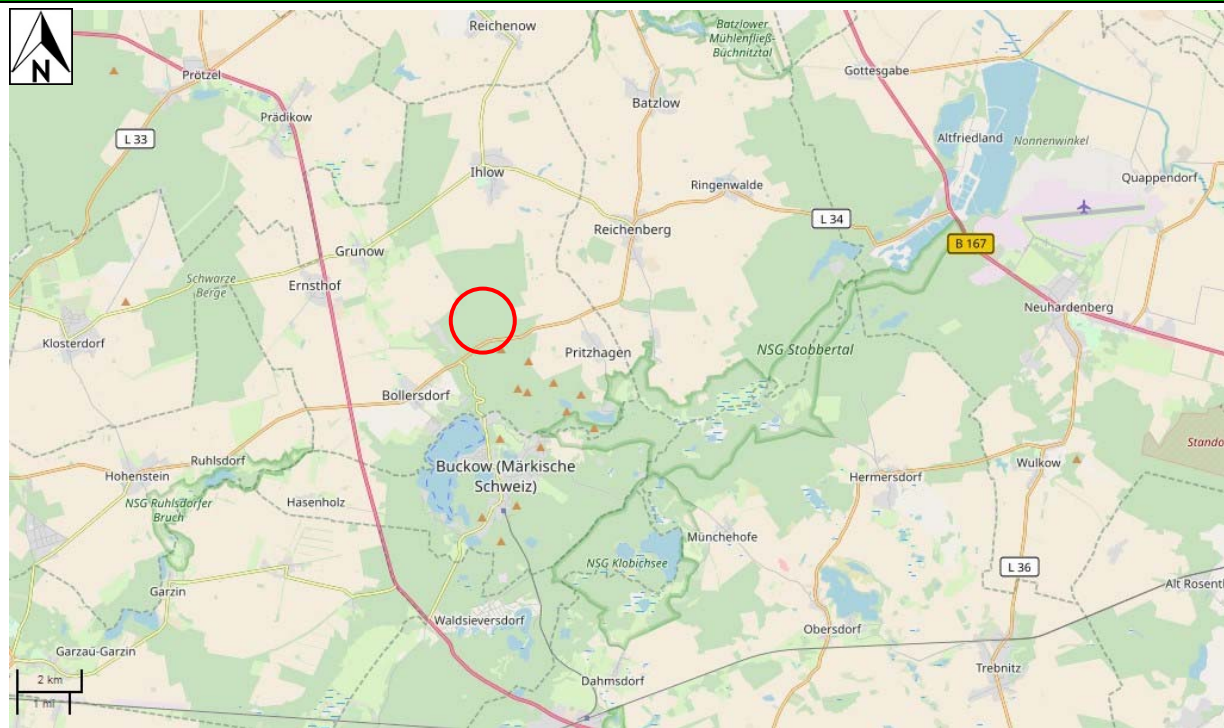 N
Reichenow
Batzlower
Mühlenfließ-
Büchnitztal
Prötzel
Gottesgabe
Batzlow
Prädikow
L 33
Altfriedland
Nonnenwinkel
Ihlow
Quappendorf
Ringenwalde
L 34
Reichenberg
B 167
Grunow
Schwarze
Berge
Ernsthof
Neuhardenberg
Klosterdorf
Pritzhagen
NSG Stobbertal
Bollersdorf
Stando
Ruhlsdorf
Buckow (Märkische
Schweiz)
Wulkow
Hohenstein
Hermersdorf
NSG Ruhlsdorfer
Bruch
Hasenholz
Münchehofe
NSG Klobichsee
L 36
Alt Rosent
Garzin
Waldsieversdorf
Obersdorf
Garzau-Garzin
Trebnitz
2 km
Dahmsdorf
1 mi